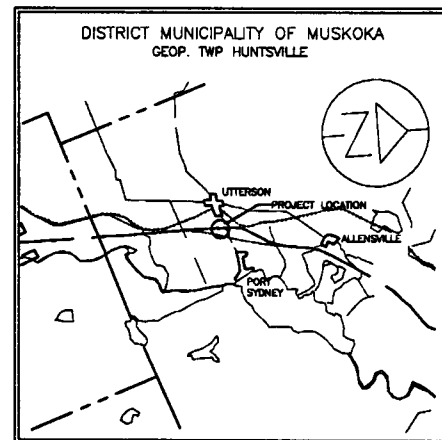 DISTRICT MUNICIPALITY OF MUSKOKA
GEOP. TWP HUNTSVILLE
Z
UTTERSON
PROJECT LOCATION
ALLENSVILLE
PORT
SYDNEY